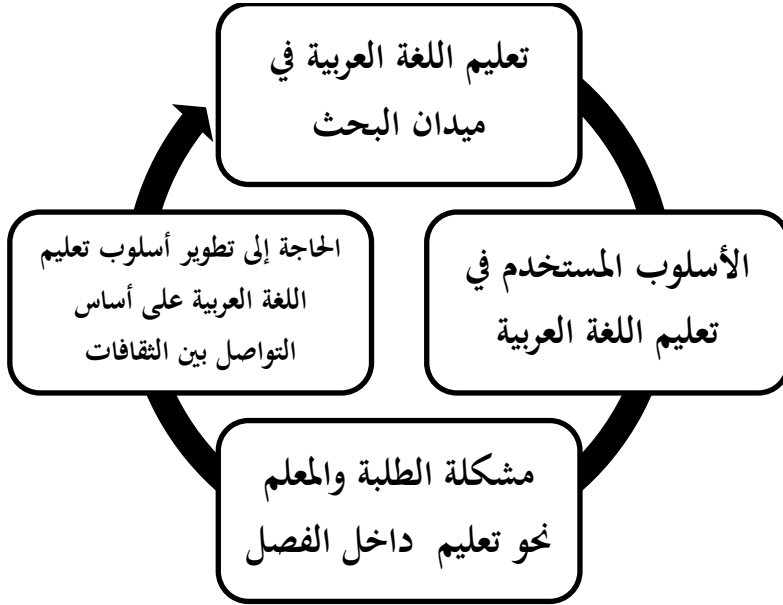 تعليم اللغة العربية في
ميدان البحث
الأسلوب المستخدم في
تعليم اللغة العربية
مشكلة الطلبة والمعلم
نحو تعليم داخل الفصل
الحاجة إلى تطوير أسلوب تعليم
اللغة العربية على أساس
التواصل بين الثقافات